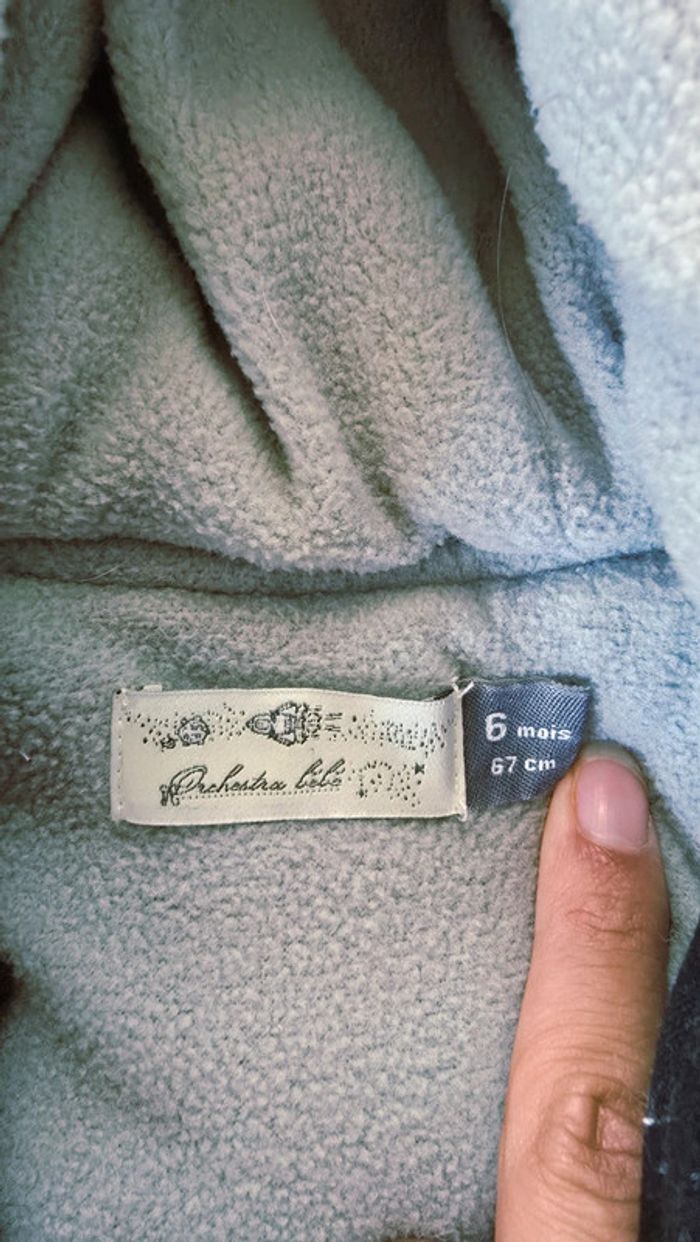 Orchestra bébé
6 mois
67 cm